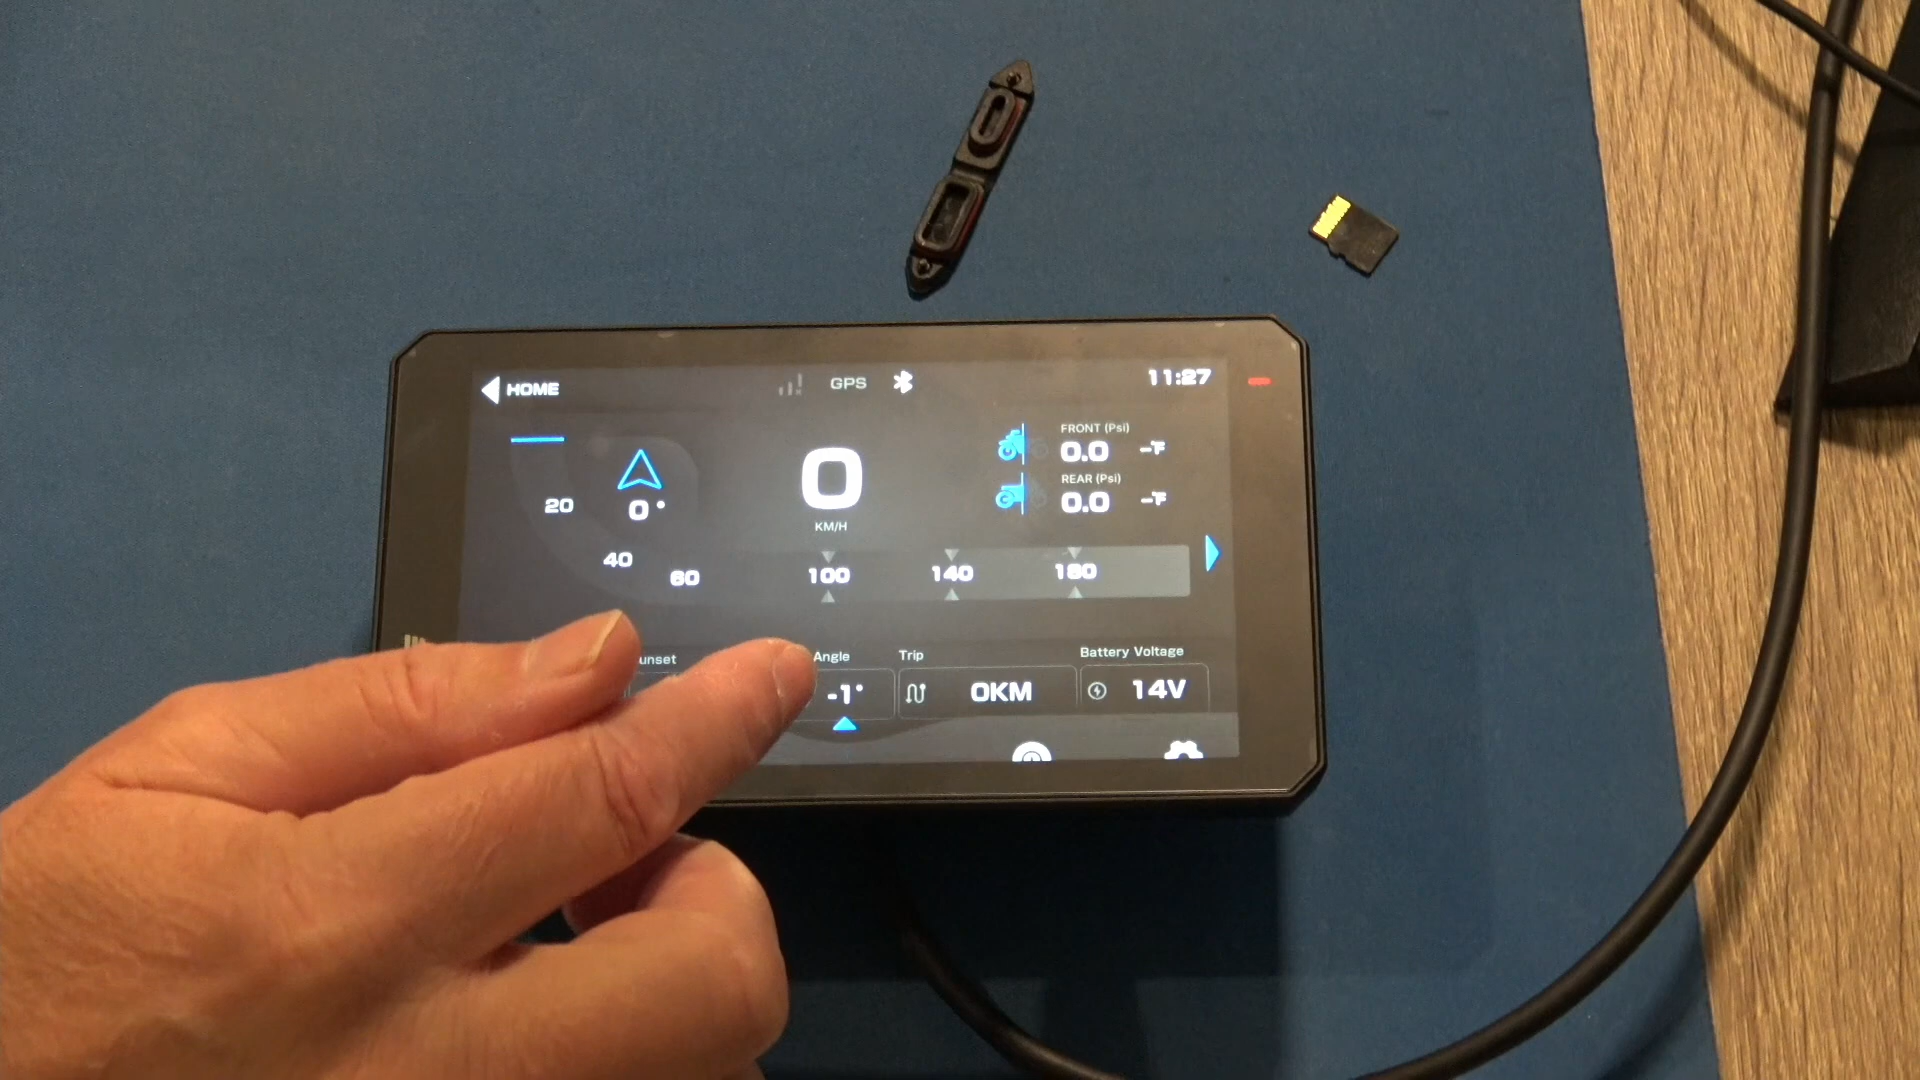 HOME GPS 11:27
FRONT (Psi)
0.0 -°F
REAR (Psi)
0.0 -°F
0
KM/H
0°
20
40
60
100 140 180
Angle Trip Battery Voltage
-1° 0KM 14V